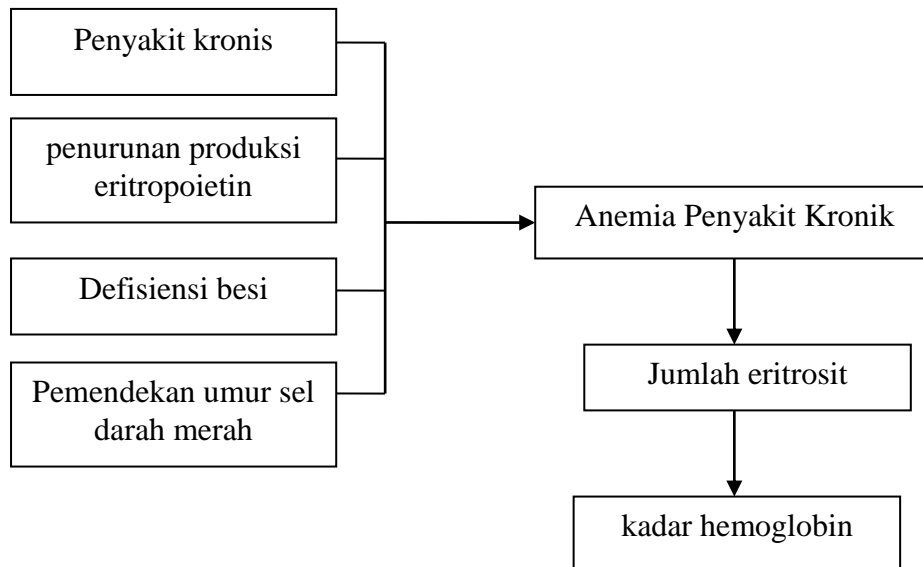 Penyakit kronis
penurunan produksi
eritropoietin
Defisiensi besi
Pemendekan umur sel
darah merah
Anemia Penyakit Kronik
Jumlah eritrosit
kadar hemoglobin